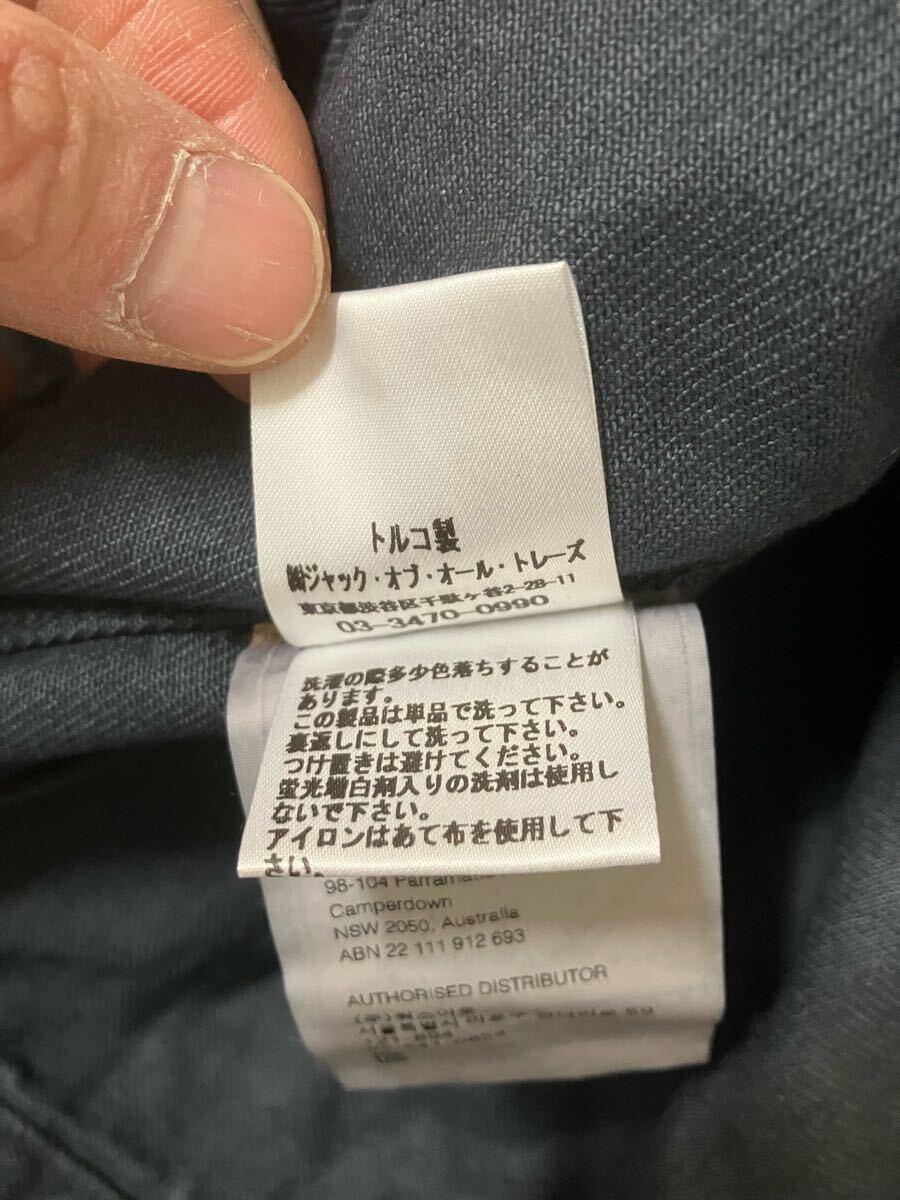 トルコ製
㈱ジャック・オブ・オール・トレーズ
東京都渋谷区千駄ヶ谷2-28-11
03-3470-0990
洗濯の際多少色落ちすることが
あります。
この製品は単品で洗って下さい。
裏返しにして洗って下さい。
つけ置きは避けてください。
蛍光増白剤入りの洗剤は使用し
ないで下さい。
アイロンはあて布を使用して下
さい。
98-104
Camperdown
NSW 2050, Australia
ABN 22 111 912 693
AUTHORISED DISTRIBUTOR
서울특별시